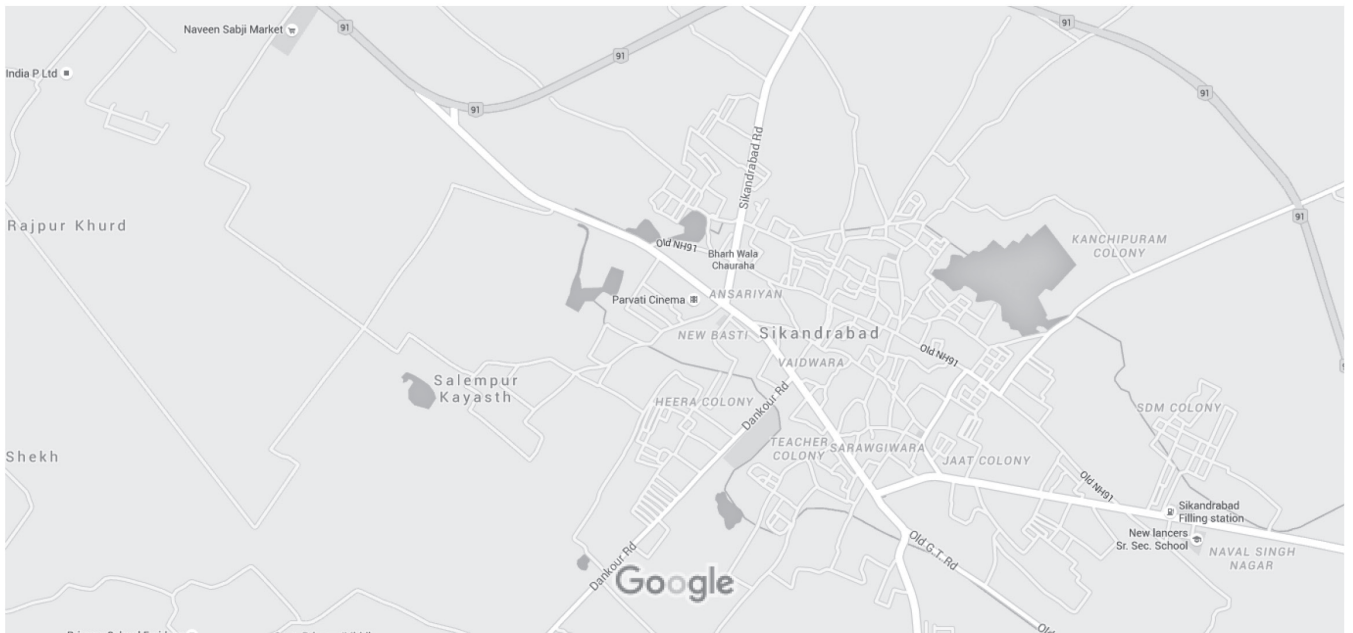 91
91
Naveen Sabji Market
91
India P Ltd
91
91
Sikandrabad Rd
91
Rajpur Khurd
KANCHIPURAM
COLONY
Old NH91
Bharh Wala
Chauraha
ANSARIYAN
Parvati Cinema
NEW BASTI
Sikandrabad
Old NH91
VAIDWARA
Salempur
Kayasth
HEERA COLONY
Dankour Rd
SDM COLONY
TEACHER
COLONY
SARAWGIWARA
Shekh
JAAT COLONY
Old NH91
Sikandrabad
Filling station
New lancers
Sr. Sec. School
Old G.T. Rd
NAVAL SINGH
NAGAR
Dankour Rd
Google
Old